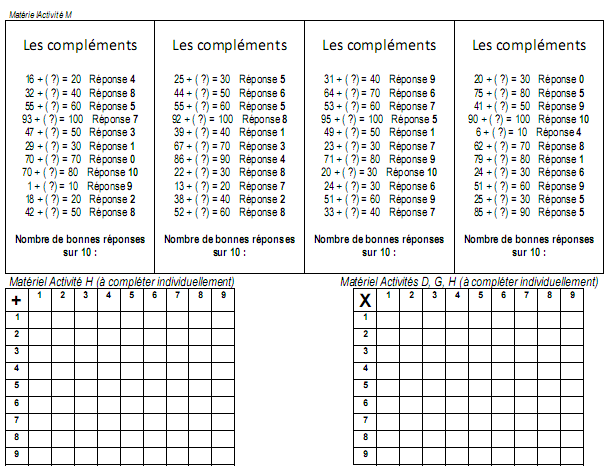 Matériel Activité M
Les compléments
16 + ( ?) = 20 Réponse 4
32 + ( ?) = 40 Réponse 8
55 + ( ?) = 60 Réponse 5
93 + ( ?) = 100 Réponse 7
47 + ( ?) = 50 Réponse 3
29 + ( ?) = 30 Réponse 1
70 + ( ?) = 70 Réponse 0
70 + ( ?) = 80 Réponse 10
1 + ( ?) = 10 Réponse 9
18 + ( ?) = 20 Réponse 2
42 + ( ?) = 50 Réponse 8
Nombre de bonnes réponses
sur 10 :
Les compléments
25 + ( ?) = 30 Réponse 5
44 + ( ?) = 50 Réponse 6
55 + ( ?) = 60 Réponse 5
92 + ( ?) = 100 Réponse 8
39 + ( ?) = 40 Réponse 1
67 + ( ?) = 70 Réponse 3
86 + ( ?) = 90 Réponse 4
22 + ( ?) = 30 Réponse 8
13 + ( ?) = 20 Réponse 7
38 + ( ?) = 40 Réponse 2
52 + ( ?) = 60 Réponse 8
Nombre de bonnes réponses
sur 10 :
Les compléments
31 + ( ?) = 40 Réponse 9
64 + ( ?) = 70 Réponse 6
53 + ( ?) = 60 Réponse 7
95 + ( ?) = 100 Réponse 5
49 + ( ?) = 50 Réponse 1
23 + ( ?) = 30 Réponse 7
71 + ( ?) = 80 Réponse 9
20 + ( ?) = 30 Réponse 10
24 + ( ?) = 30 Réponse 6
51 + ( ?) = 60 Réponse 9
33 + ( ?) = 40 Réponse 7
Nombre de bonnes réponses
sur 10 :
Les compléments
20 + ( ?) = 30 Réponse 0
75 + ( ?) = 80 Réponse 5
41 + ( ?) = 50 Réponse 9
90 + ( ?) = 100 Réponse 10
6 + ( ?) = 10 Réponse 4
62 + ( ?) = 70 Réponse 8
79 + ( ?) = 80 Réponse 1
24 + ( ?) = 30 Réponse 6
51 + ( ?) = 60 Réponse 9
25 + ( ?) = 30 Réponse 5
85 + ( ?) = 90 Réponse 5
Nombre de bonnes réponses
sur 10 :
Matériel Activité H (à compléter individuellement)
+ 1 2 3 4 5 6 7 8 9
1
2
3
4
5
6
7
8
9
Matériel Activités D, G, H (à compléter individuellement)
X 1 2 3 4 5 6 7 8 9
1
2
3
4
5
6
7
8
9